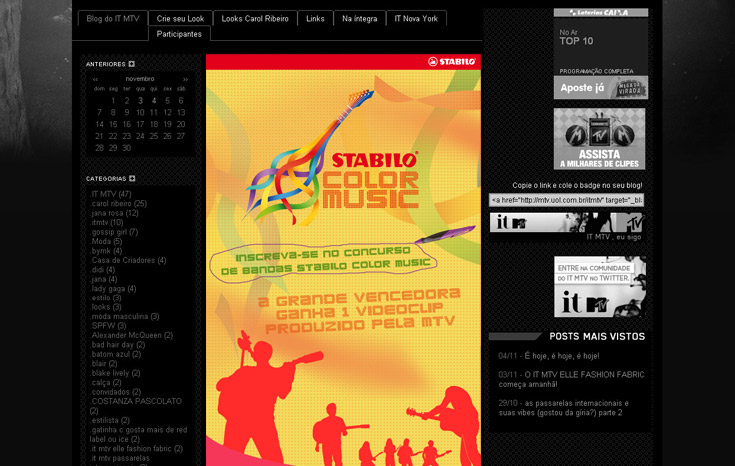 Blog do IT MTV
Crie seu Look
Looks Carol Ribeiro
Links
Na íntegra
IT Nova York
Participantes
ANTERIORES
<< novembro >>
dom seg ter qua qui sex sáb
1 2 3 4 5 6
7 8 9 10 11 12 13
14 15 16 17 18 19 20
21 22 23 24 25 26 27
28 29 30
CATEGORIAS
.IT MTV (47)
.carol ribeiro (25)
.jana rosa (12)
.itmtv (10)
gossip girl (7)
Moda (5)
bymk (4)
Casa de Criadores (4)
.didi (4)
.jana (4)
lady gaga (4)
estilo (3)
looks (3)
moda masculina (3)
SPFW (3)
Alexander McQueen (2)
bad hair day (2)
batom azul (2)
blair (2)
blake lively (2)
calça (2)
convidados (2)
COSTANZA PASCOLATO
(2)
estilista (2)
gatinha c gosta mais de red
label ou ice (2)
it mtv elle fashion fabric (2)
it mtv passarelas
STABILO
STABILO
COLOR
MUSIC
INSCREVA-SE NO CONCURSO
DE BANDAS STABILO COLOR MUSIC
A GRANDE VENCEDORA
GANHA 1 VIDEOCLIP
PRODUZIDO PELA MTV
Loterias CAIXA
No Ar
TOP 10
PROGRAMAÇÃO COMPLETA
Aposte já
MEGA DA
VIRADA
MTV
ASSISTA
A MILHARES DE CLIPES
Copie o link e cole o badge no seu blog!
<a href="http://mtv.uol.com.br/itmtv" target="_bl
it MTV
IT MTV , eu sigo
ENTRE NA COMUNIDADE
DO IT MTV NO TWITTER.
it MTV
POSTS MAIS VISTOS
04/11 - É hoje, é hoje, é hoje!
03/11 - O IT MTV ELLE FASHION FABRIC
começa amanhã!
29/10 - as passarelas internacionais e
suas vibes (gostou da gíria?) parte 2